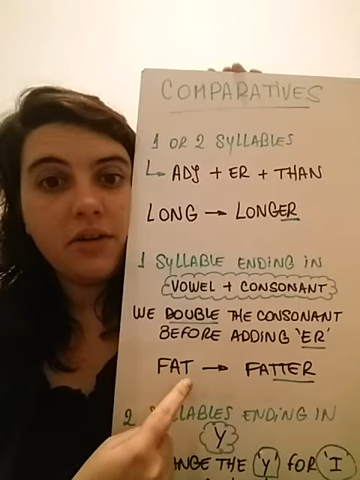 COMPARATIVES
1 OR 2 SYLLABLES
↳ ADJ + ER + THAN
LONG → LONGER
1 SYLLABLE ENDING IN
VOWEL + CONSONANT
WE DOUBLE THE CONSONANT
BEFORE ADDING 'ER'
FAT → FATTER
2 SYLLABLES ENDING IN
Y
THE 'Y' FOR 'I'